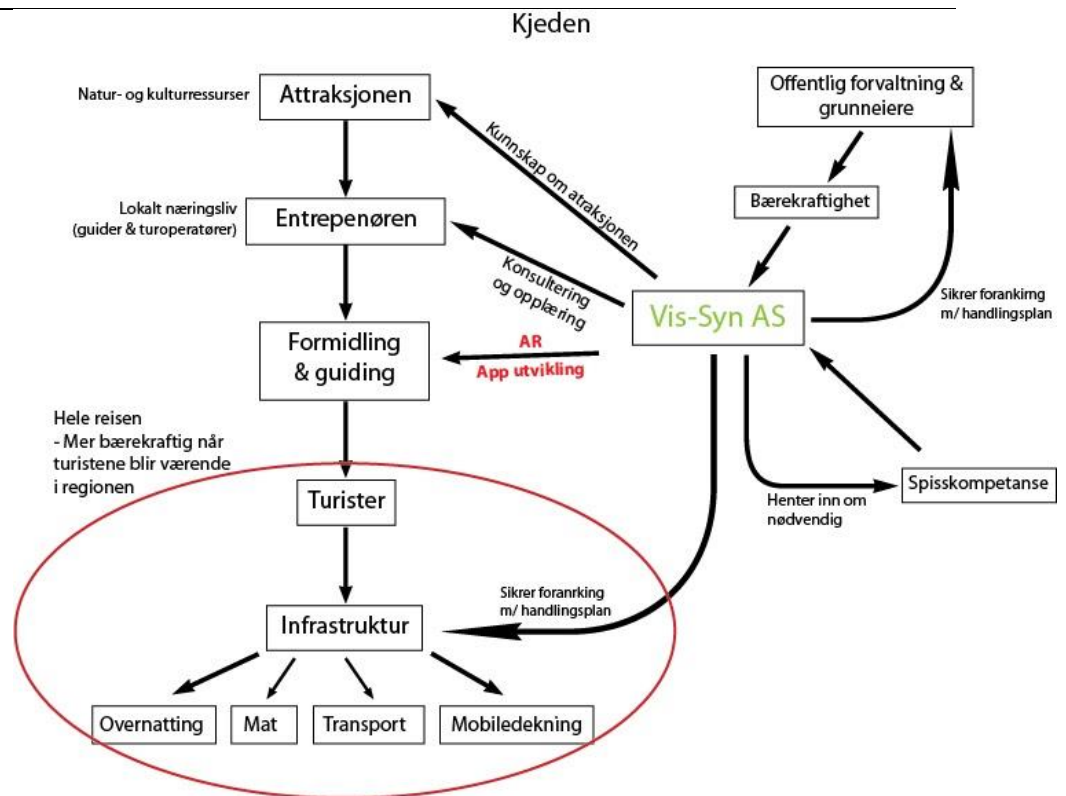 Kjeden
Natur- og kulturressurser
Attraksjonen
Offentlig forvaltning &
grunneiere
Kunnskap om atraksjonen
Bærekraftighet
Lokalt næringsliv
(guider & turoperatører)
Entrepenøren
Konsultering
og opplæring
Vis-Syn AS
Sikrer forankirng
m/ handlingsplan
Formidling
& guiding
AR
App utvikling
Hele reisen
- Mer bærekraftig når
turistene blir værende
i regionen
Turister
Henter inn om
nødvendig
Spisskompetanse
Sikrer foranrking
m/ handlingsplan
Infrastruktur
Overnatting
Mat
Transport
Mobiledekning